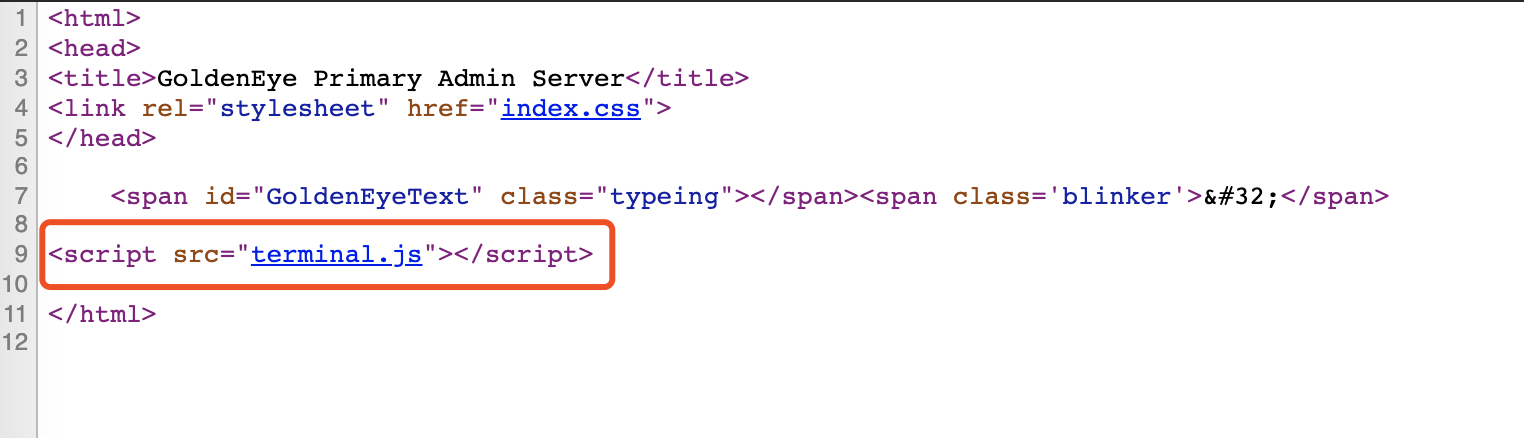 1 <html>
2 <head>
3 <title>GoldenEye Primary Admin Server</title>
4 <link rel="stylesheet" href="index.css">
5 </head>
6
7     <span id="GoldenEyeText" class="typeing"></span><span class='blinker'>&#32;</span>
8
9 <script src="terminal.js"></script>
10
11 </html>
12